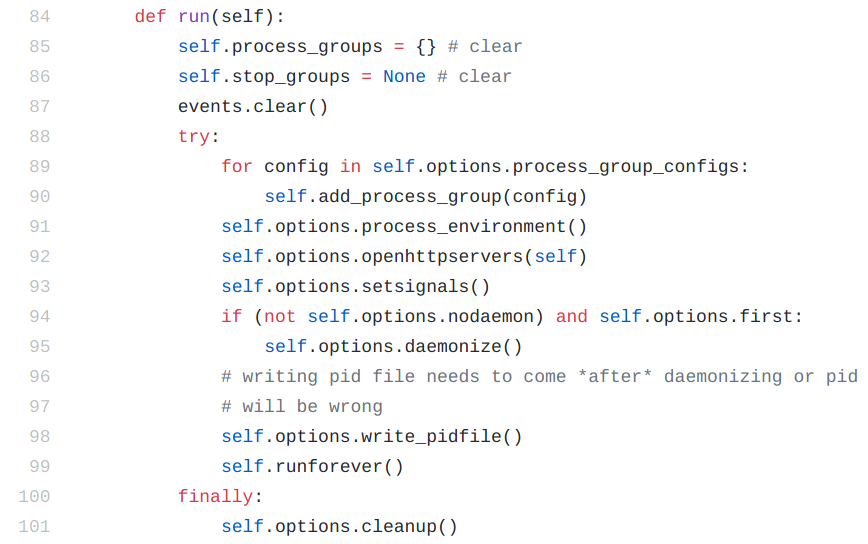 84 def run(self):
85 self.process_groups = {} # clear
86 self.stop_groups = None # clear
87 events.clear()
88 try:
89 for config in self.options.process_group_configs:
90 self.add_process_group(config)
91 self.options.process_environment()
92 self.options.openhttpservers(self)
93 self.options.setsignals()
94 if (not self.options.nodaemon) and self.options.first:
95 self.options.daemonize()
96 # writing pid file needs to come *after* daemonizing or pid
97 # will be wrong
98 self.options.write_pidfile()
99 self.runforever()
100 finally:
101 self.options.cleanup()